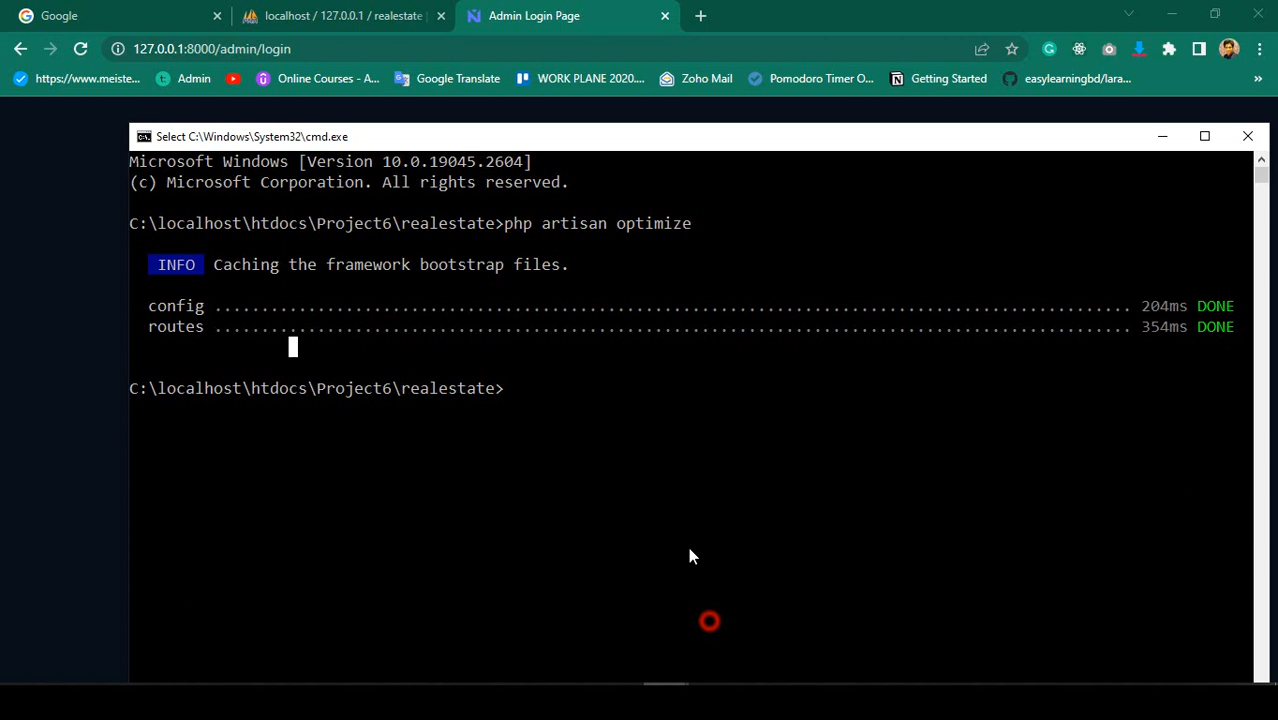 Google
localhost / 127.0.0.1 / realestate
Admin Login Page
127.0.0.1:8000/admin/login
https://www.meiste...
Admin
Online Courses - A...
Google Translate
WORK PLANE 2020....
Zoho Mail
Pomodoro Timer O...
Getting Started
easylearningbd/lara...
»
Select C:\Windows\System32\cmd.exe
Microsoft Windows [Version 10.0.19045.2604]
(c) Microsoft Corporation. All rights reserved.
C:\localhost\htdocs\Project6\realestate>php artisan optimize
INFO Caching the framework bootstrap files.
config .................................................................................................. 204ms DONE
routes .................................................................................................. 354ms DONE
C:\localhost\htdocs\Project6\realestate>